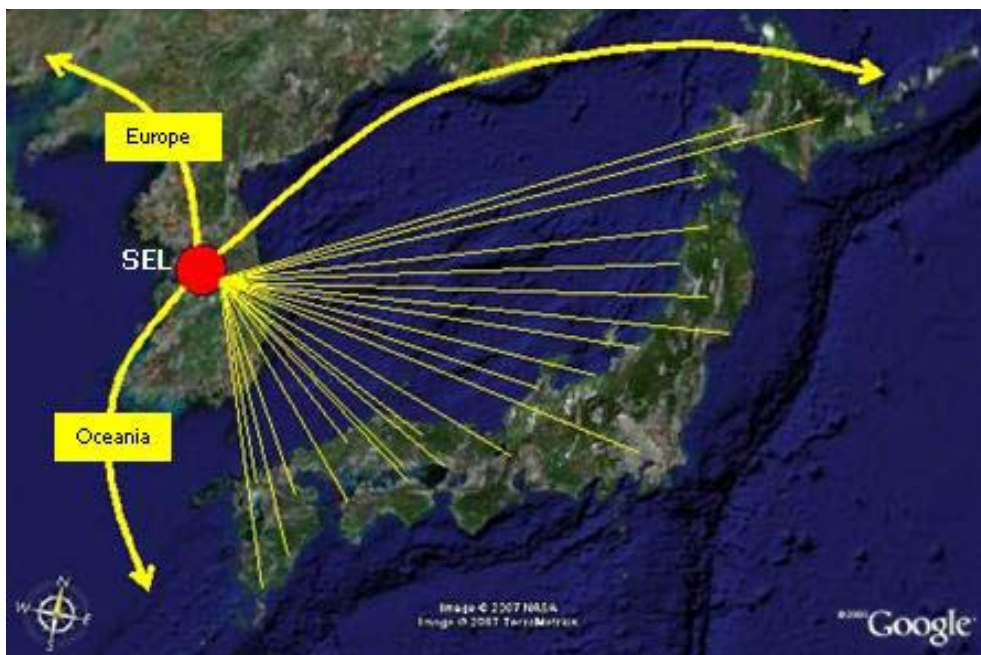 Europe
SEL
Oceania
N
W E
S
Image © 2007 NASA
Image © 2007 TerraMetrics
Google